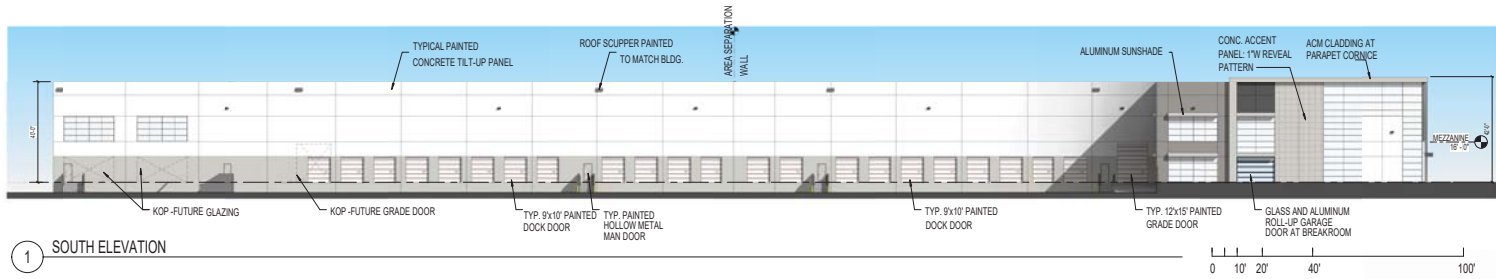 TYPICAL PAINTED
CONCRETE TILT-UP PANEL
ROOF SCUPPER PAINTED
TO MATCH BLDG.
AREA SEPARATION
WALL
ALUMINUM SUNSHADE
CONC. ACCENT
PANEL: 1"W REVEAL
PATTERN
ACM CLADDING AT
PARAPET CORNICE
40'-0"
42'-0"
MEZZANINE
16' - 0"
KOP -FUTURE GLAZING
KOP -FUTURE GRADE DOOR
TYP. 9'x10' PAINTED
DOCK DOOR
TYP. PAINTED
HOLLOW METAL
MAN DOOR
TYP. 9'x10' PAINTED
DOCK DOOR
TYP. 12'x15' PAINTED
GRADE DOOR
GLASS AND ALUMINUM
ROLL-UP GARAGE
DOOR AT BREAKROOM
1 SOUTH ELEVATION
0 10' 20' 40' 100'